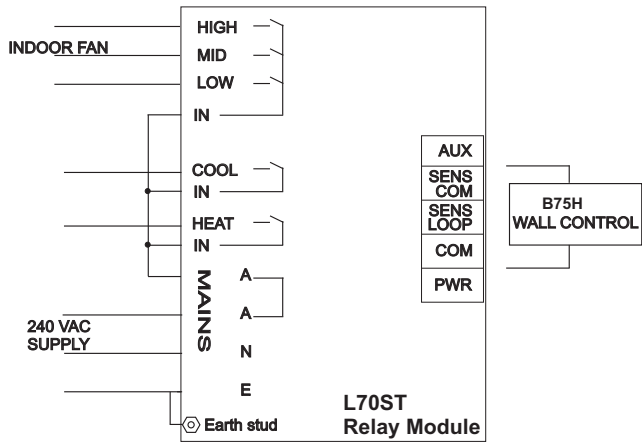 HIGH
INDOOR FAN
MID
LOW
IN
COOL
IN
HEAT
IN
MAINS
A
A
N
E
240 VAC
SUPPLY
Earth stud
AUX
SENS
COM
SENS
LOOP
COM
PWR
B75H
WALL CONTROL
L70ST
Relay Module